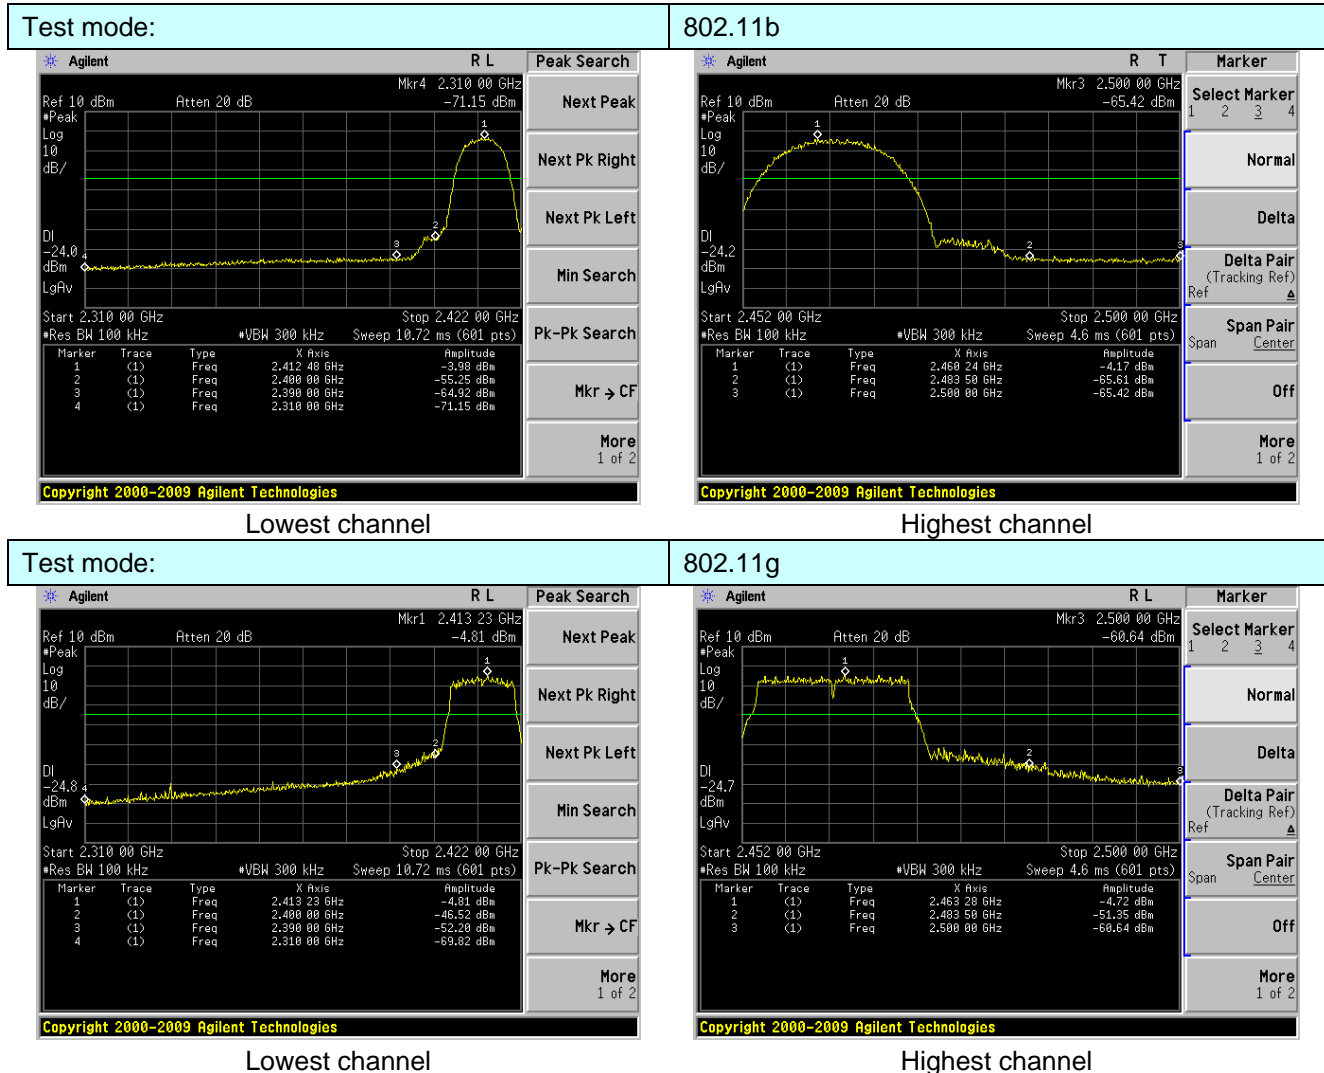 Test mode: 802.11b
Agilent R L Peak Search
Mkr4 2.310 00 GHz
Ref 10 dBm Atten 20 dB -71.15 dBm
#Peak
Log
10
dB/
DI
-24.0
dBm
LgAv
1
2
3
4
Start 2.310 00 GHz Stop 2.422 00 GHz
#Res BW 100 kHz #VBW 300 kHz Sweep 10.72 ms (601 pts)
Marker Trace Type X Axis Amplitude
1 (1) Freq 2.412 48 GHz -3.98 dBm
2 (1) Freq 2.400 00 GHz -55.25 dBm
3 (1) Freq 2.390 00 GHz -64.92 dBm
4 (1) Freq 2.310 00 GHz -71.15 dBm
Next Peak
Next Pk Right
Next Pk Left
Min Search
Pk-Pk Search
Mkr → CF
More
1 of 2
Copyright 2000-2009 Agilent Technologies
Lowest channel
Agilent R T Marker
Mkr3 2.500 00 GHz
Ref 10 dBm Atten 20 dB -65.42 dBm
#Peak
Log
10
dB/
DI
-24.2
dBm
LgAv
1
2
3
Start 2.452 00 GHz Stop 2.500 00 GHz
#Res BW 100 kHz #VBW 300 kHz Sweep 4.6 ms (601 pts)
Marker Trace Type X Axis Amplitude
1 (1) Freq 2.460 24 GHz -4.17 dBm
2 (1) Freq 2.483 50 GHz -65.61 dBm
3 (1) Freq 2.500 00 GHz -65.42 dBm
Select Marker
1 2 3 4
Normal
Delta
Delta Pair
(Tracking Ref)
Ref Δ
Span Pair
Span Center
Off
More
1 of 2
Copyright 2000-2009 Agilent Technologies
Highest channel
Test mode: 802.11g
Agilent R L Peak Search
Mkr1 2.413 23 GHz
Ref 10 dBm Atten 20 dB -4.81 dBm
#Peak
Log
10
dB/
DI
-24.8
dBm
LgAv
1
2
3
4
Start 2.310 00 GHz Stop 2.422 00 GHz
#Res BW 100 kHz #VBW 300 kHz Sweep 10.72 ms (601 pts)
Marker Trace Type X Axis Amplitude
1 (1) Freq 2.413 23 GHz -4.81 dBm
2 (1) Freq 2.400 00 GHz -46.52 dBm
3 (1) Freq 2.390 00 GHz -52.20 dBm
4 (1) Freq 2.310 00 GHz -69.82 dBm
Next Peak
Next Pk Right
Next Pk Left
Min Search
Pk-Pk Search
Mkr → CF
More
1 of 2
Copyright 2000-2009 Agilent Technologies
Lowest channel
Agilent R L Marker
Mkr3 2.500 00 GHz
Ref 10 dBm Atten 20 dB -60.64 dBm
#Peak
Log
10
dB/
DI
-24.7
dBm
LgAv
1
2
3
Start 2.452 00 GHz Stop 2.500 00 GHz
#Res BW 100 kHz #VBW 300 kHz Sweep 4.6 ms (601 pts)
Marker Trace Type X Axis Amplitude
1 (1) Freq 2.463 28 GHz -4.72 dBm
2 (1) Freq 2.483 50 GHz -51.35 dBm
3 (1) Freq 2.500 00 GHz -60.64 dBm
Select Marker
1 2 3 4
Normal
Delta
Delta Pair
(Tracking Ref)
Ref Δ
Span Pair
Span Center
Off
More
1 of 2
Copyright 2000-2009 Agilent Technologies
Highest channel